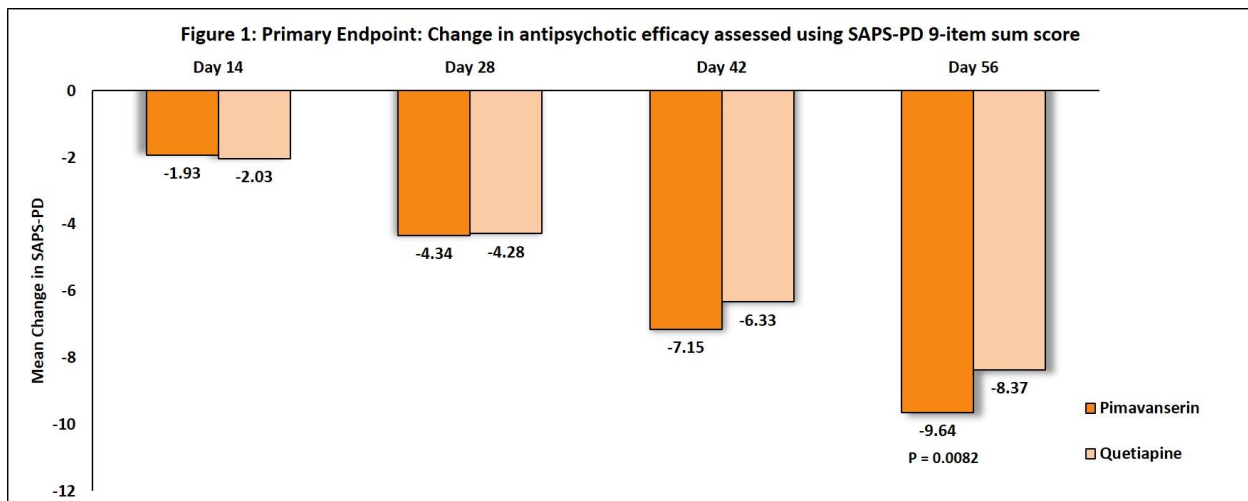 Figure 1: Primary Endpoint: Change in antipsychotic efficacy assessed using SAPS-PD 9-item sum score
Day 14
Day 28
Day 42
Day 56
Mean Change in SAPS-PD
0
-2
-4
-6
-8
-10
-12
-1.93
-2.03
-4.34
-4.28
-7.15
-6.33
-9.64
P = 0.0082
-8.37
Pimavanserin
Quetiapine